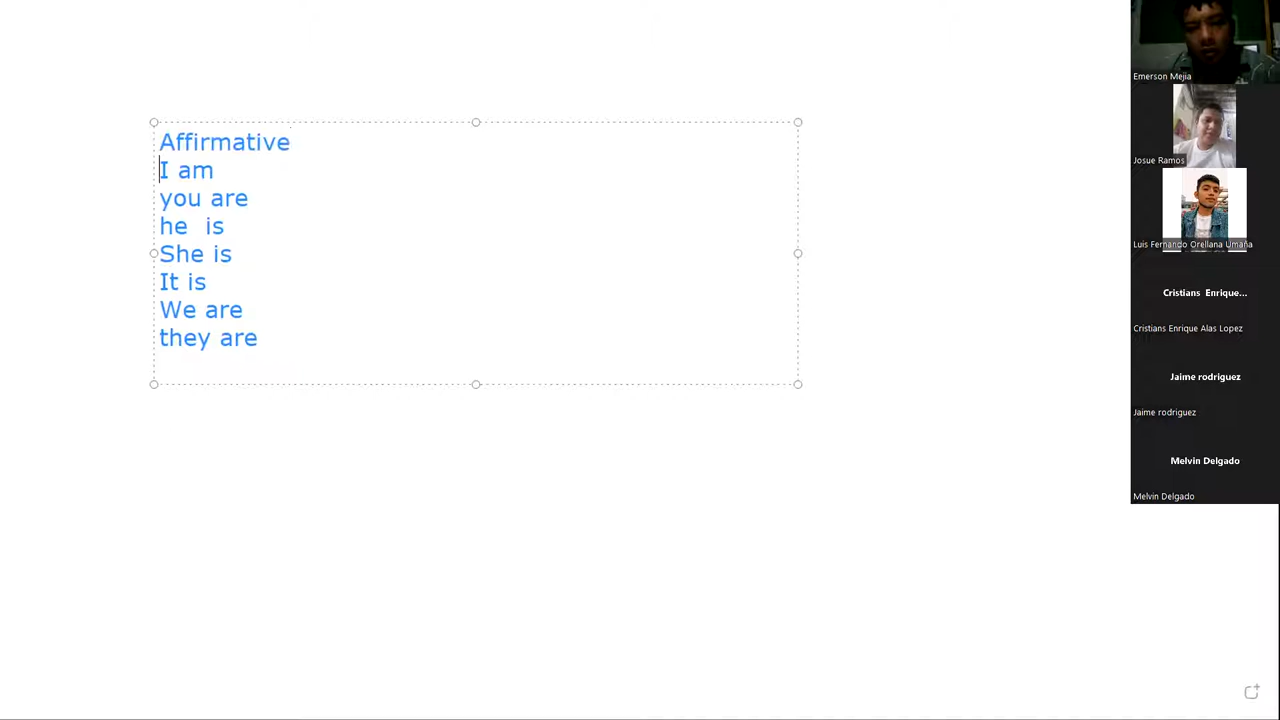 Affirmative
I am
you are
he  is
She is
It is
We are
they are
Emerson Mejia
Josue Ramos
Luis Fernando Orellana Umaña
Cristians Enrique...
Cristians Enrique Alas Lopez
Jaime rodriguez
Jaime rodriguez
Melvin Delgado
Melvin Delgado